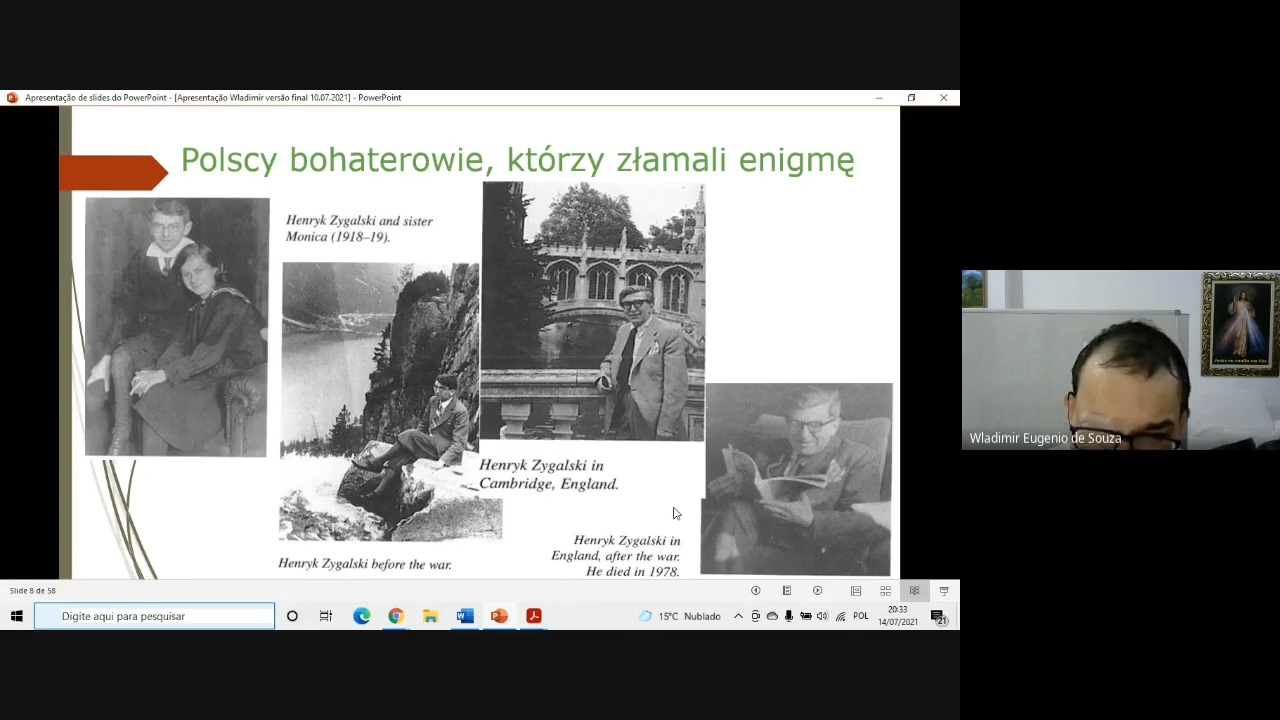 Apresentação de slides do PowerPoint - [Apresentação Wladimir versão final 10.07.2021] - PowerPoint
Polscy bohaterowie, którzy złamali enigmę
Henryk Zygalski and sister
Monica (1918–19).
Henryk Zygalski in
Cambridge, England.
Henryk Zygalski before the war.
Henryk Zygalski in
England, after the war.
He died in 1978.
Wladimir Eugenio de Souza
Slide 8 de 58
Digite aqui para pesquisar
15°C Nublado
POL
20:33
14/07/2021
21